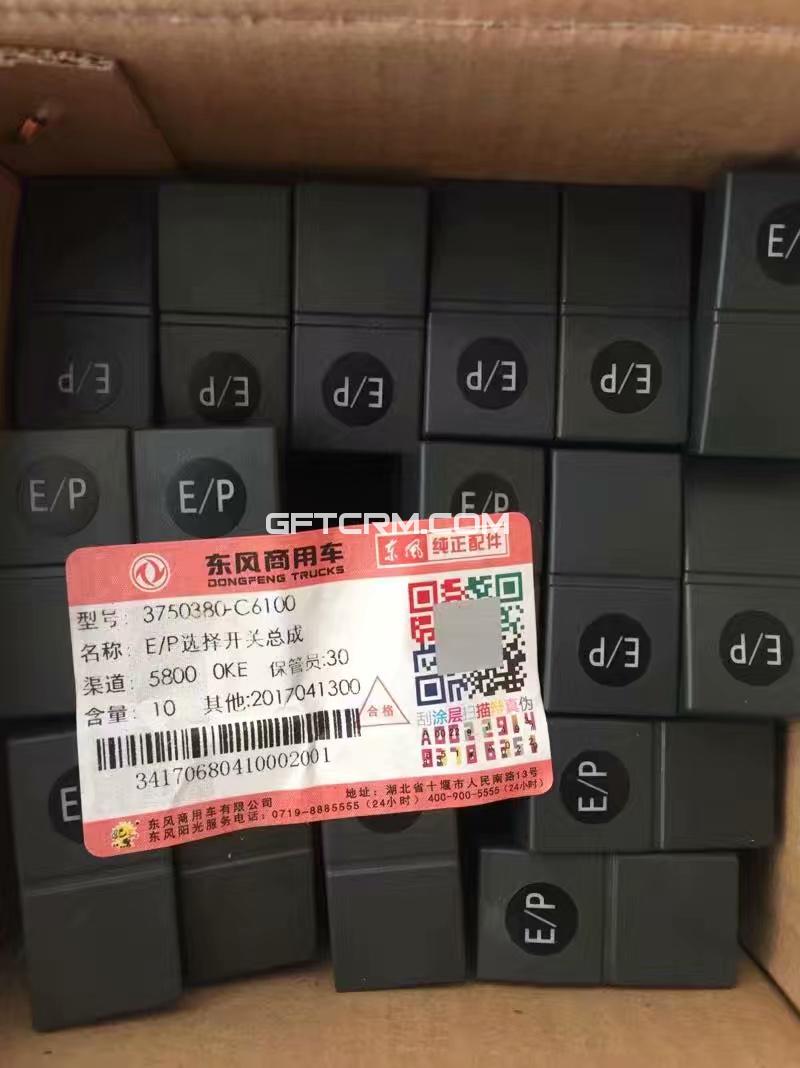 E/P
E/P
E/P
E/P
E/P
E/
E/P
E/P
E/P
GFTCRM.COM
东风商用车
DONGFENG TRUCKS
东风 纯正配件
型号: 3750380-C6100
名称: E/P选择开关总成
渠道: 5800 OKE 保管员:30
含量: 10 其他:2017041300
合格
刮涂层扫描辨真伪
34170680410002001
东风商用车有限公司 地址:湖北省十堰市人民南路13号
东风阳光服务电话:0719-8885555(24小时) 400-900-5555(24小时)
E/P
E/P
E/P
E/P